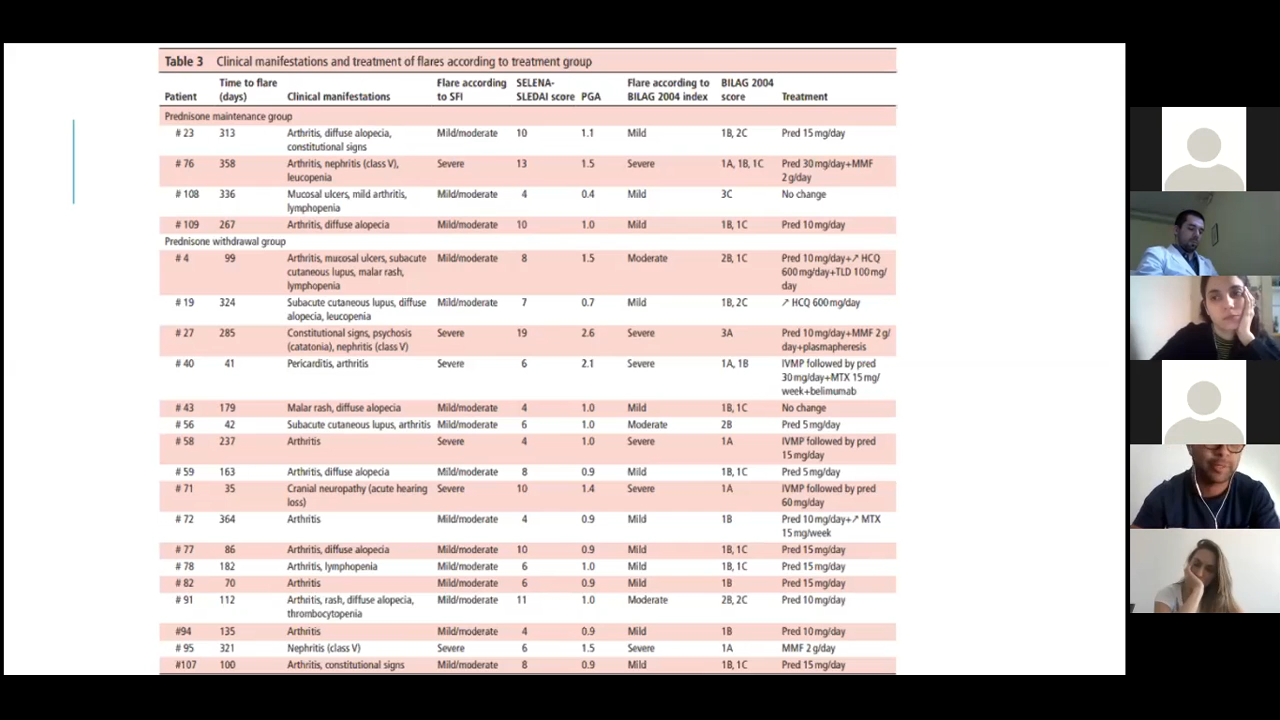 Table 3 Clinical manifestations and treatment of flares according to treatment group
Patient Time to flare (days) Clinical manifestations Flare according to SFI SELENA-SLEDAI score PGA Flare according to BILAG 2004 index BILAG 2004 score Treatment
Prednisone maintenance group
# 23 313 Arthritis, diffuse alopecia, constitutional signs Mild/moderate 10 1.1 Mild 1B, 2C Pred 15 mg/day
# 76 358 Arthritis, nephritis (class V), leucopenia Severe 13 1.5 Severe 1A, 1B, 1C Pred 30 mg/day+MMF 2 g/day
# 108 336 Mucosal ulcers, mild arthritis, lymphopenia Mild/moderate 4 0.4 Mild 3C No change
# 109 267 Arthritis, diffuse alopecia Mild/moderate 10 1.0 Mild 1B, 1C Pred 10 mg/day
Prednisone withdrawal group
# 4 99 Arthritis, mucosal ulcers, subacute cutaneous lupus, malar rash, lymphopenia Mild/moderate 8 1.5 Moderate 2B, 1C Pred 10 mg/day+↗ HCQ 600 mg/day+TLD 100 mg/day
# 19 324 Subacute cutaneous lupus, diffuse alopecia, leucopenia Mild/moderate 7 0.7 Mild 1B, 2C ↗ HCQ 600 mg/day
# 27 285 Constitutional signs, psychosis (catatonia), nephritis (class V) Severe 19 2.6 Severe 3A Pred 10 mg/day+MMF 2 g/day+plasmapheresis
# 40 41 Pericarditis, arthritis Severe 6 2.1 Severe 1A, 1B IVMP followed by pred 30 mg/day+MTX 15 mg/week+belimumab
# 43 179 Malar rash, diffuse alopecia Mild/moderate 4 1.0 Mild 1B, 1C No change
# 56 42 Subacute cutaneous lupus, arthritis Mild/moderate 6 1.0 Moderate 2B Pred 5 mg/day
# 58 237 Arthritis Severe 4 1.0 Severe 1A IVMP followed by pred 15 mg/day
# 59 163 Arthritis, diffuse alopecia Mild/moderate 8 0.9 Mild 1B, 1C Pred 5 mg/day
# 71 35 Cranial neuropathy (acute hearing loss) Severe 10 1.4 Severe 1A IVMP followed by pred 60 mg/day
# 72 364 Arthritis Mild/moderate 4 0.9 Mild 1B Pred 10 mg/day+↗ MTX 15 mg/week
# 77 86 Arthritis, diffuse alopecia Mild/moderate 10 0.9 Mild 1B, 1C Pred 15 mg/day
# 78 182 Arthritis, lymphopenia Mild/moderate 6 1.0 Mild 1B, 1C Pred 15 mg/day
# 82 70 Arthritis Mild/moderate 6 0.9 Mild 1B Pred 15 mg/day
# 91 112 Arthritis, rash, diffuse alopecia, thrombocytopenia Mild/moderate 11 1.0 Moderate 2B, 2C Pred 10 mg/day
#94 135 Arthritis Mild/moderate 4 0.9 Mild 1B Pred 10 mg/day
# 95 321 Nephritis (class V) Severe 6 1.5 Severe 1A MMF 2 g/day
#107 100 Arthritis, constitutional signs Mild/moderate 8 0.9 Mild 1B, 1C Pred 15 mg/day